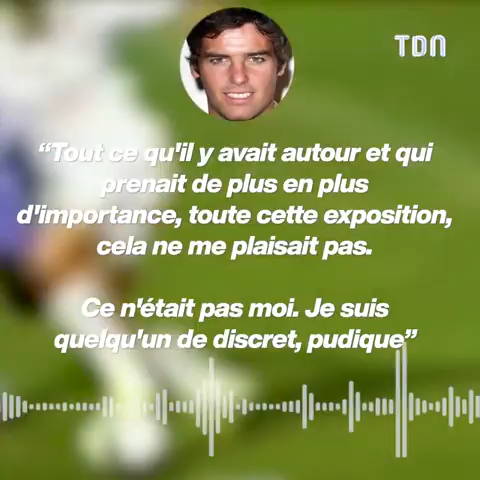 TDN
“Tout ce qu'il y avait autour et qui
prenait de plus en plus
d'importance, toute cette exposition,
cela ne me plaisait pas.
Ce n'était pas moi. Je suis
quelqu'un de discret, pudique”